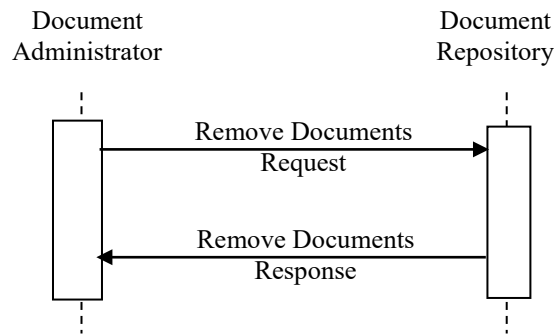 Document
Administrator
Document
Repository
Remove Documents
Request
Remove Documents
Response